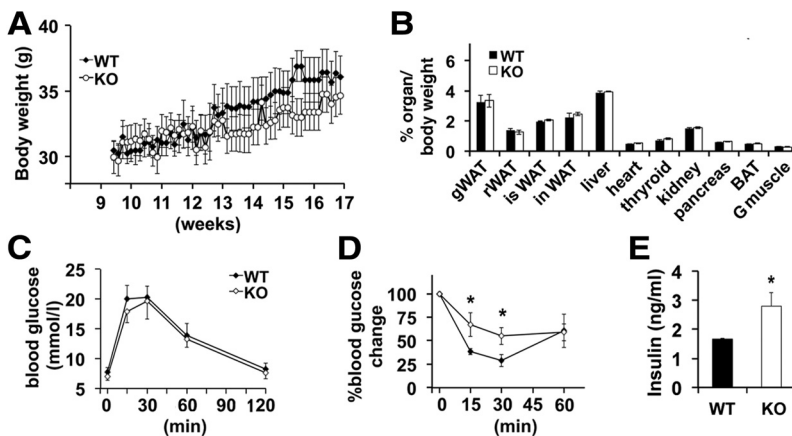 A
Body weight (g)
40
35
30
WT
KO
9 10 11 12 13 14 15 16 17
(weeks)
B
% organ/
body weight
6
4
2
0
WT
KO
gWAT
rWAT
is WAT
in WAT
liver
heart
thryroid
kidney
pancreas
BAT
G muscle
C
blood glucose
(mmol/l)
25
20
15
10
5
WT
KO
0 30 60 90 120
(min)
D
%blood gucose
change
100
75
50
25
0
* *
0 15 30 45 60
(min)
E
Insulin (ng/ml)
4
3
2
1
0
*
WT KO